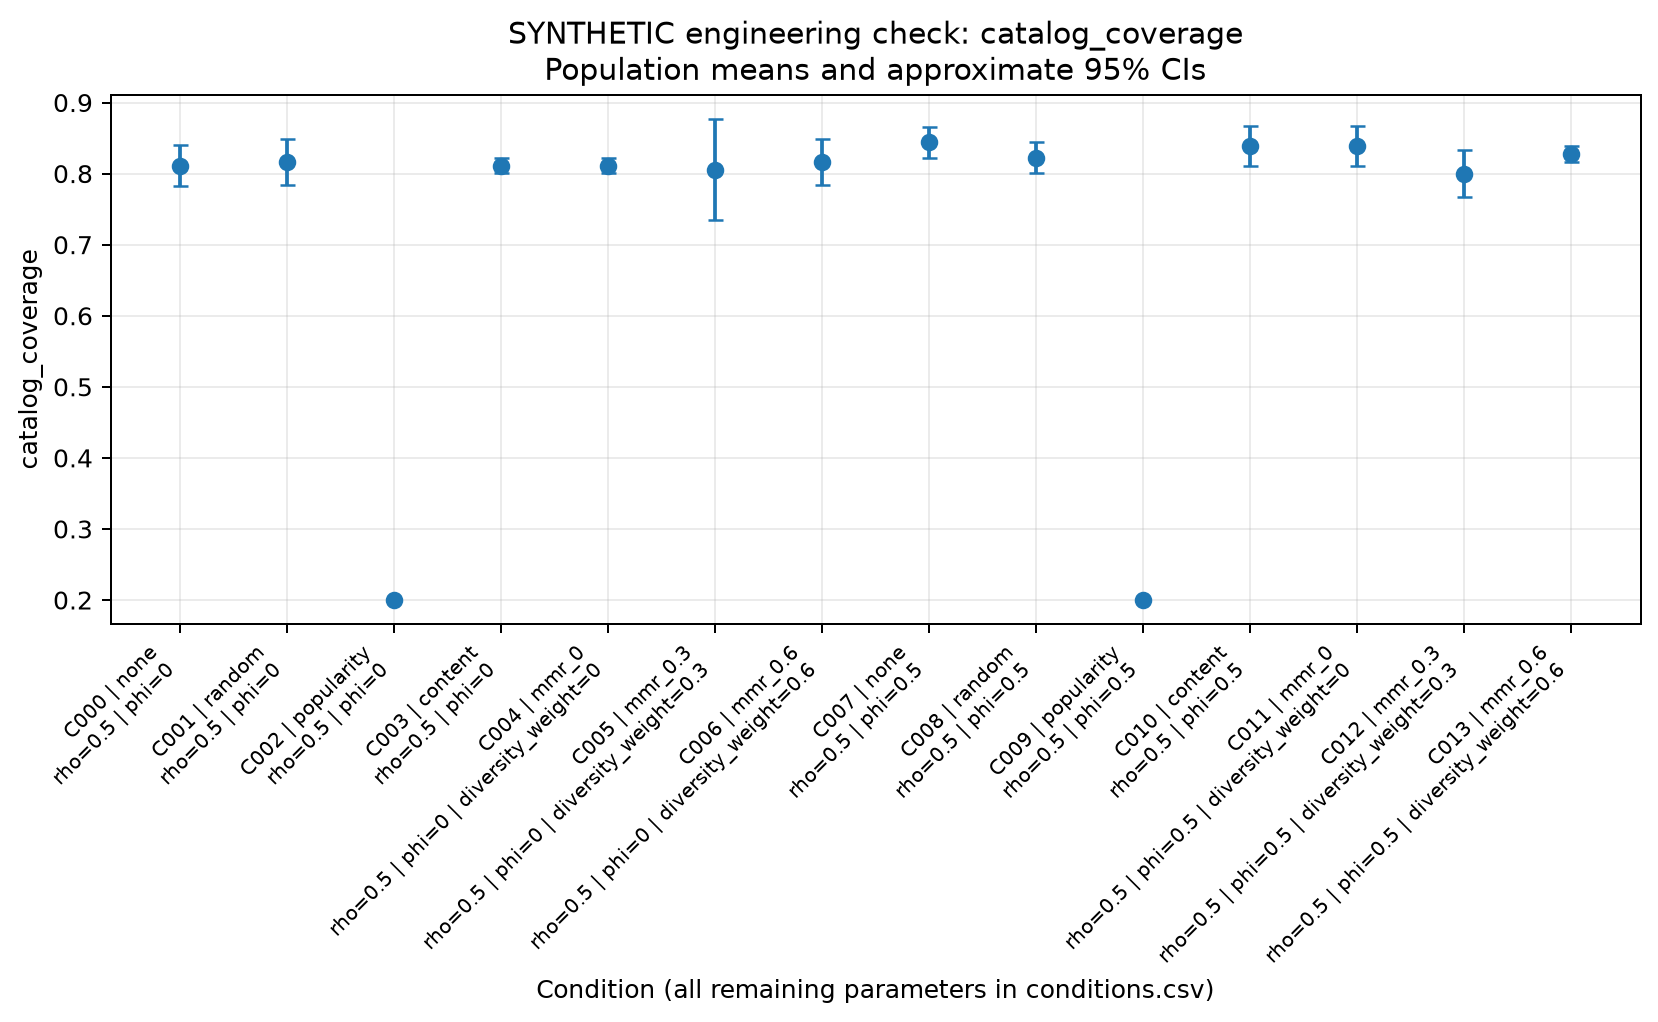 SYNTHETIC engineering check: catalog_coverage
Population means and approximate 95% CIs
catalog_coverage
0.9
0.8
0.7
0.6
0.5
0.4
0.3
0.2
C000 | none
rho=0.5 | phi=0
C001 | random
rho=0.5 | phi=0
C002 | popularity
rho=0.5 | phi=0
C003 | content
rho=0.5 | phi=0
C004 | mmr_0
rho=0.5 | phi=0 | diversity_weight=0
C005 | mmr_0.3
rho=0.5 | phi=0 | diversity_weight=0.3
C006 | mmr_0.6
rho=0.5 | phi=0 | diversity_weight=0.6
C007 | none
rho=0.5 | phi=0.5
C008 | random
rho=0.5 | phi=0.5
C009 | popularity
rho=0.5 | phi=0.5
C010 | content
rho=0.5 | phi=0.5
C011 | mmr_0
rho=0.5 | phi=0.5 | diversity_weight=0
C012 | mmr_0.3
rho=0.5 | phi=0.5 | diversity_weight=0.3
C013 | mmr_0.6
rho=0.5 | phi=0.5 | diversity_weight=0.6
Condition (all remaining parameters in conditions.csv)